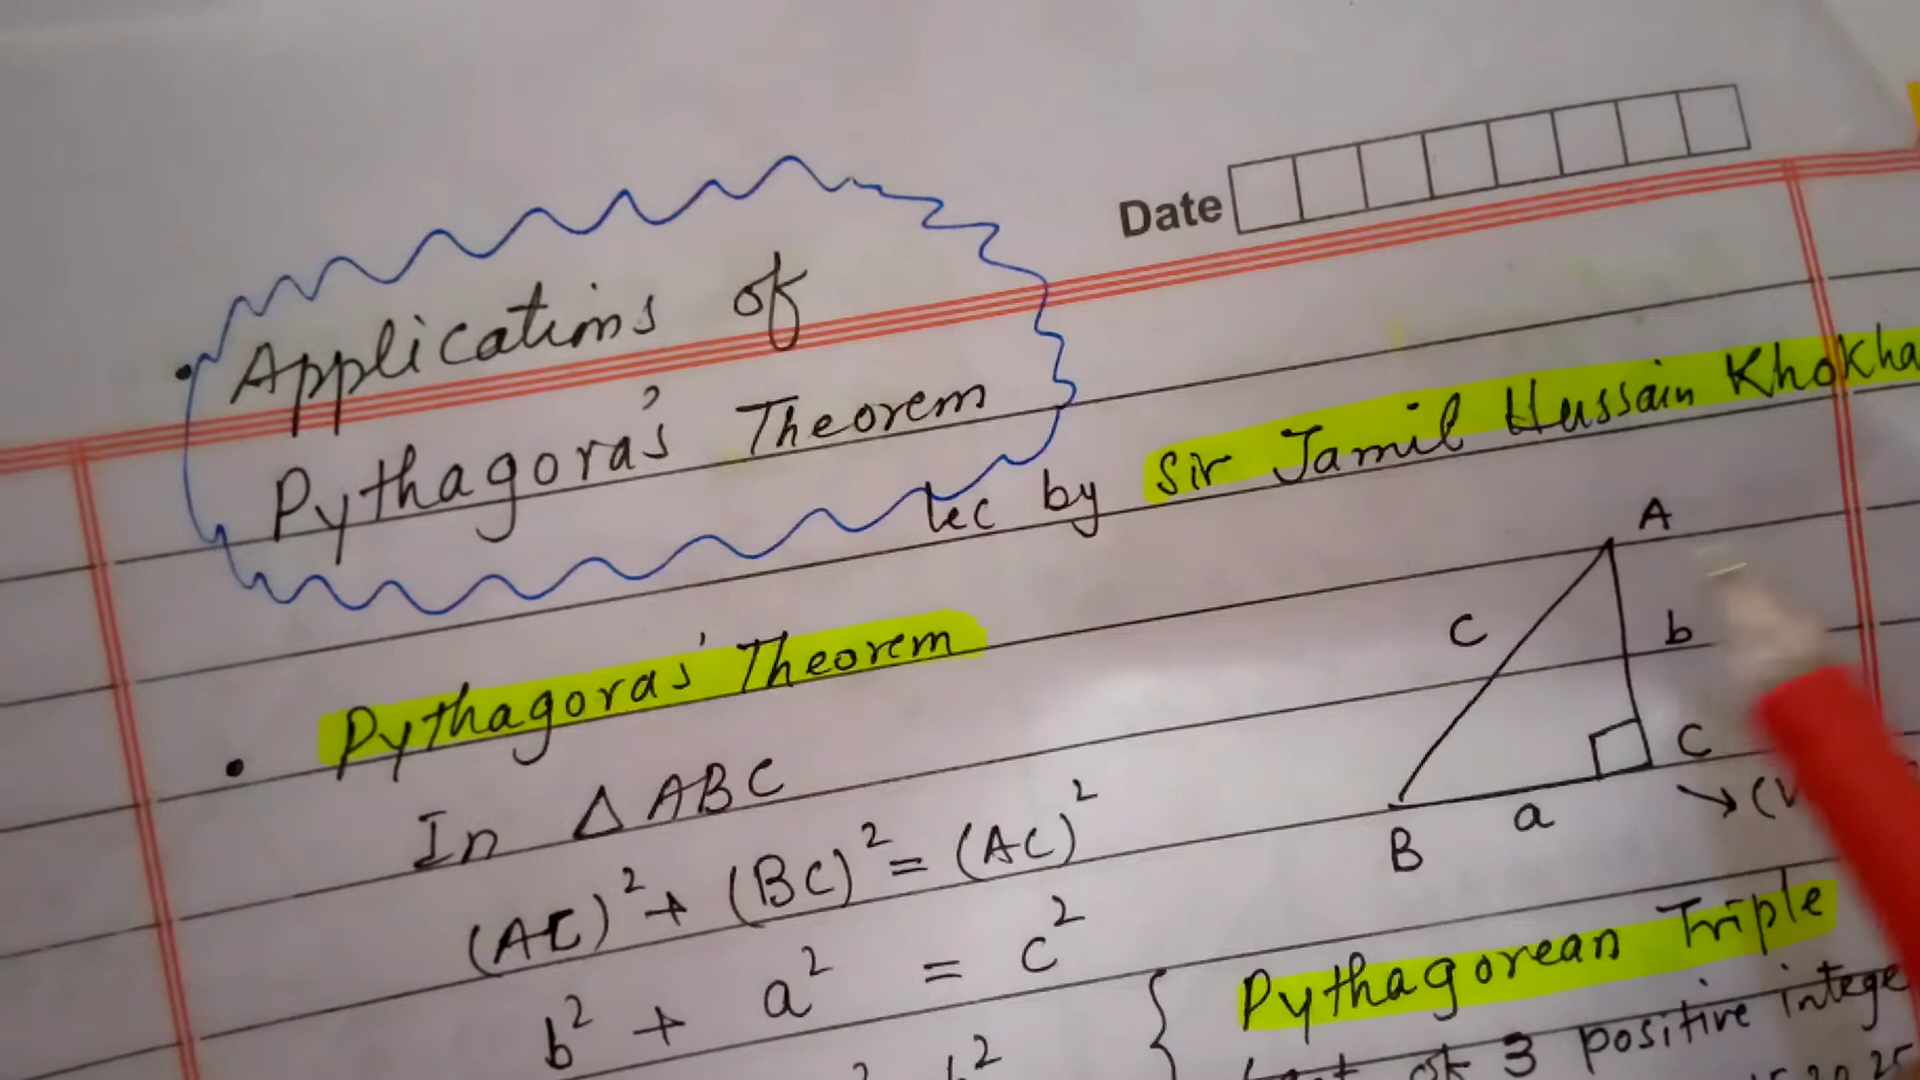 Date
Applications of
Pythagoras' Theorem
lec by Sir Jamil Hussain Khokha
A
c
b
• Pythagoras' Theorem
C
In △ ABC
a
B
(AC)² + (BC)² = (AC)²
b² + a² = c²
Pythagorean Triple
3 positive intege